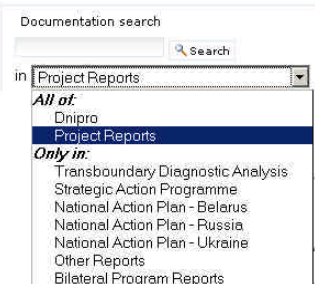 Documentation search
Search
in Project Reports
All of:
Dnipro
Project Reports
Only in:
Transboundary Diagnostic Analysis
Strategic Action Programme
National Action Plan - Belarus
National Action Plan - Russia
National Action Plan - Ukraine
Other Reports
Bilateral Program Reports